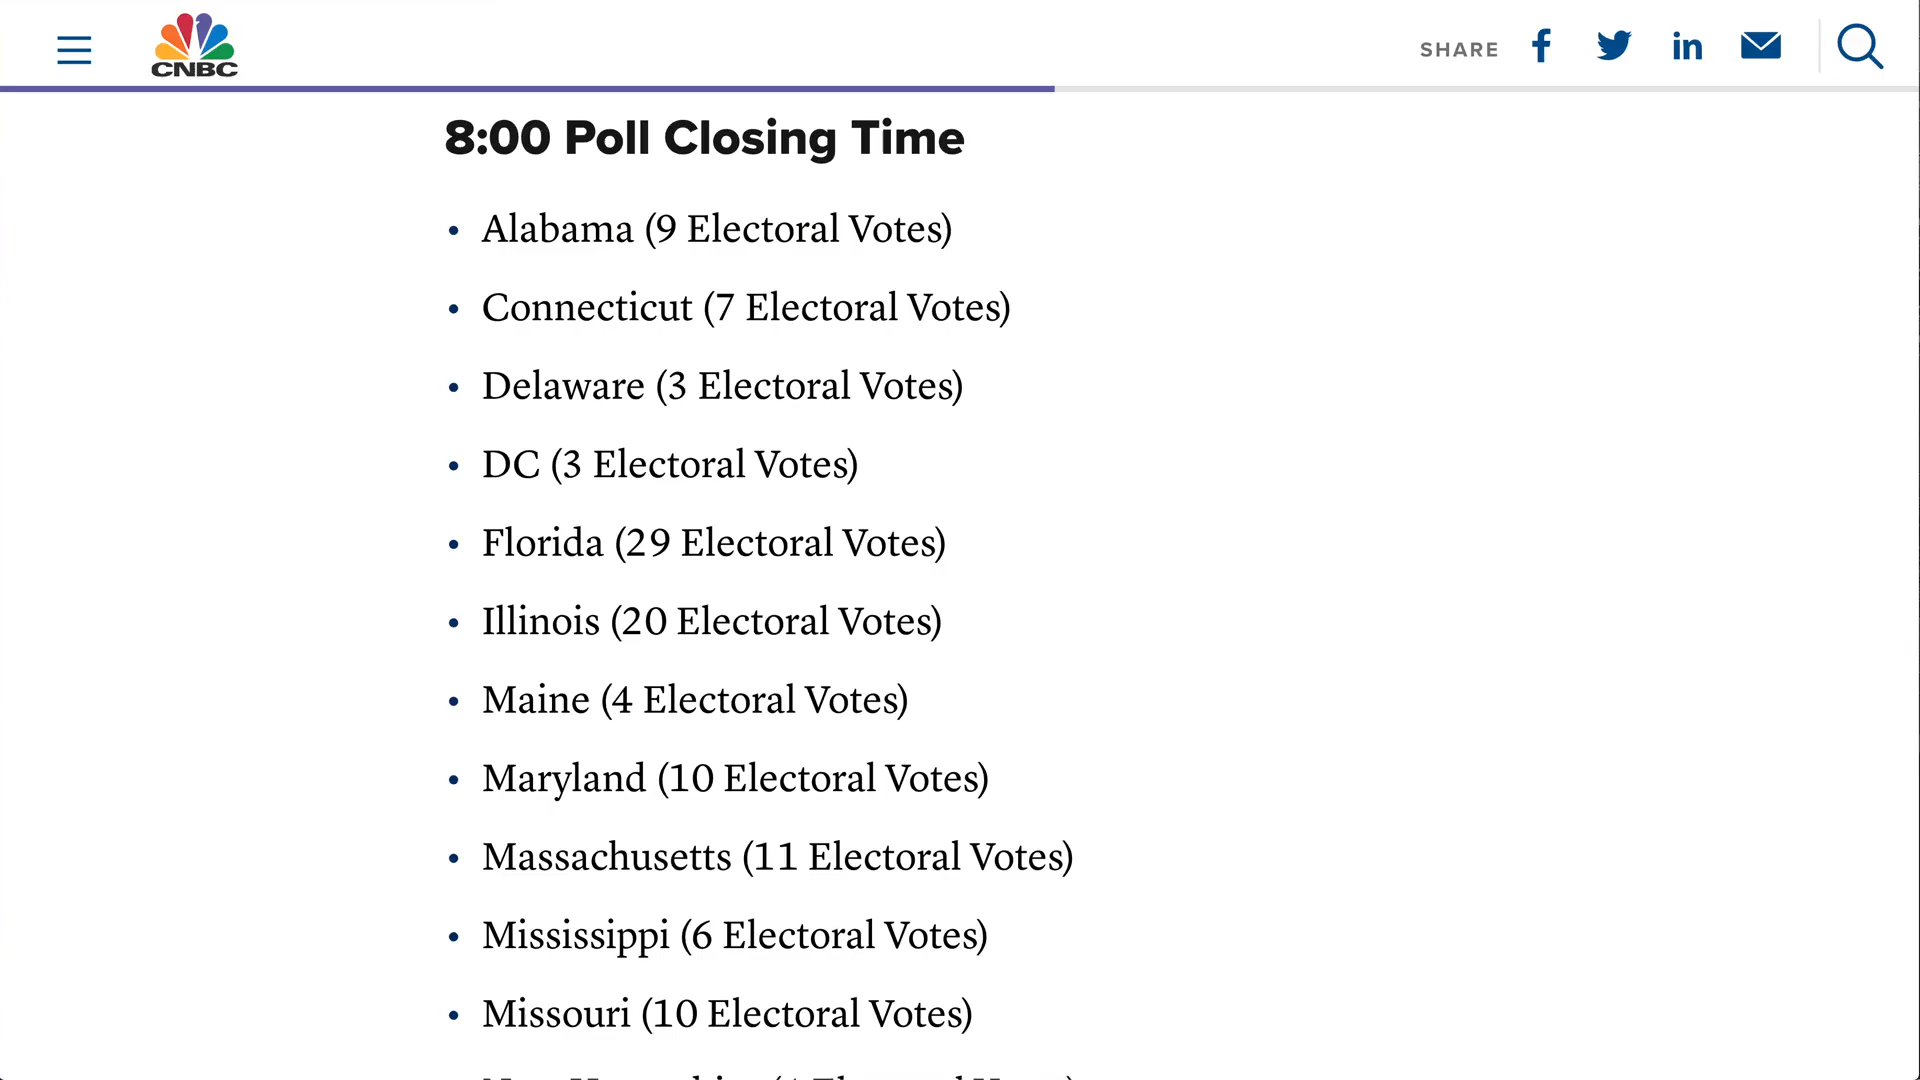 CNBC
SHARE
8:00 Poll Closing Time
• Alabama (9 Electoral Votes)
• Connecticut (7 Electoral Votes)
• Delaware (3 Electoral Votes)
• DC (3 Electoral Votes)
• Florida (29 Electoral Votes)
• Illinois (20 Electoral Votes)
• Maine (4 Electoral Votes)
• Maryland (10 Electoral Votes)
• Massachusetts (11 Electoral Votes)
• Mississippi (6 Electoral Votes)
• Missouri (10 Electoral Votes)